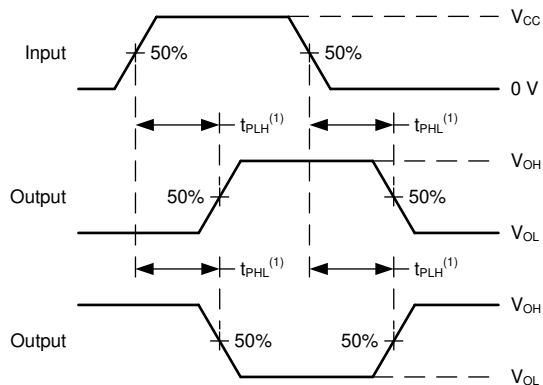 V_CC
Input 50% 50%
0 V
t_PLH^(1) t_PHL^(1)
V_OH
Output 50% 50%
V_OL
t_PHL^(1) t_PLH^(1)
V_OH
Output 50% 50%
V_OL